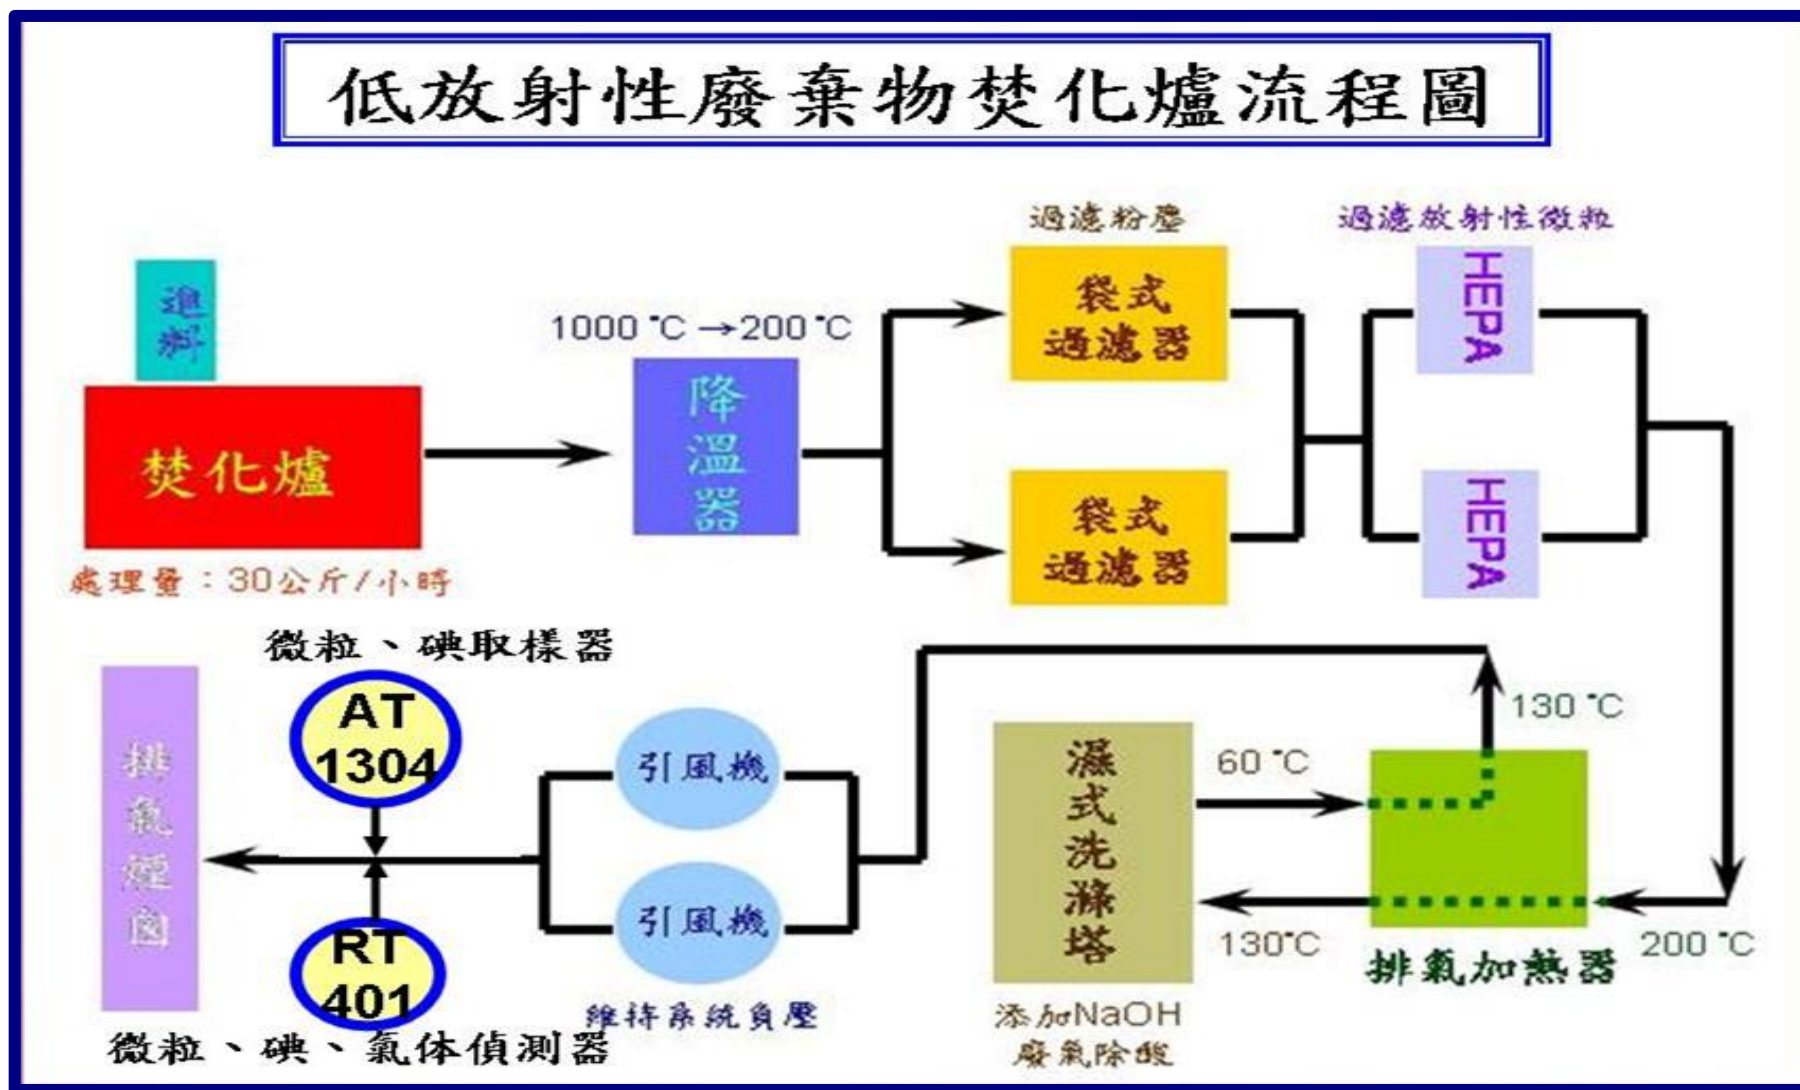 低放射性廢棄物焚化爐流程圖
過濾粉塵
過濾放射性微粒
進料
焚化爐
處理量：30公斤/小時
1000℃→200℃
降溫器
袋式
過濾器
袋式
過濾器
HEPA
HEPA
微粒、碘取樣器
AT
1304
排氣煙囪
RT
401
微粒、碘、氣体偵測器
引風機
引風機
維持系統負壓
濕式洗滌塔
添加NaOH
廢氣除酸
60℃
130℃
130℃
200℃
排氣加熱器